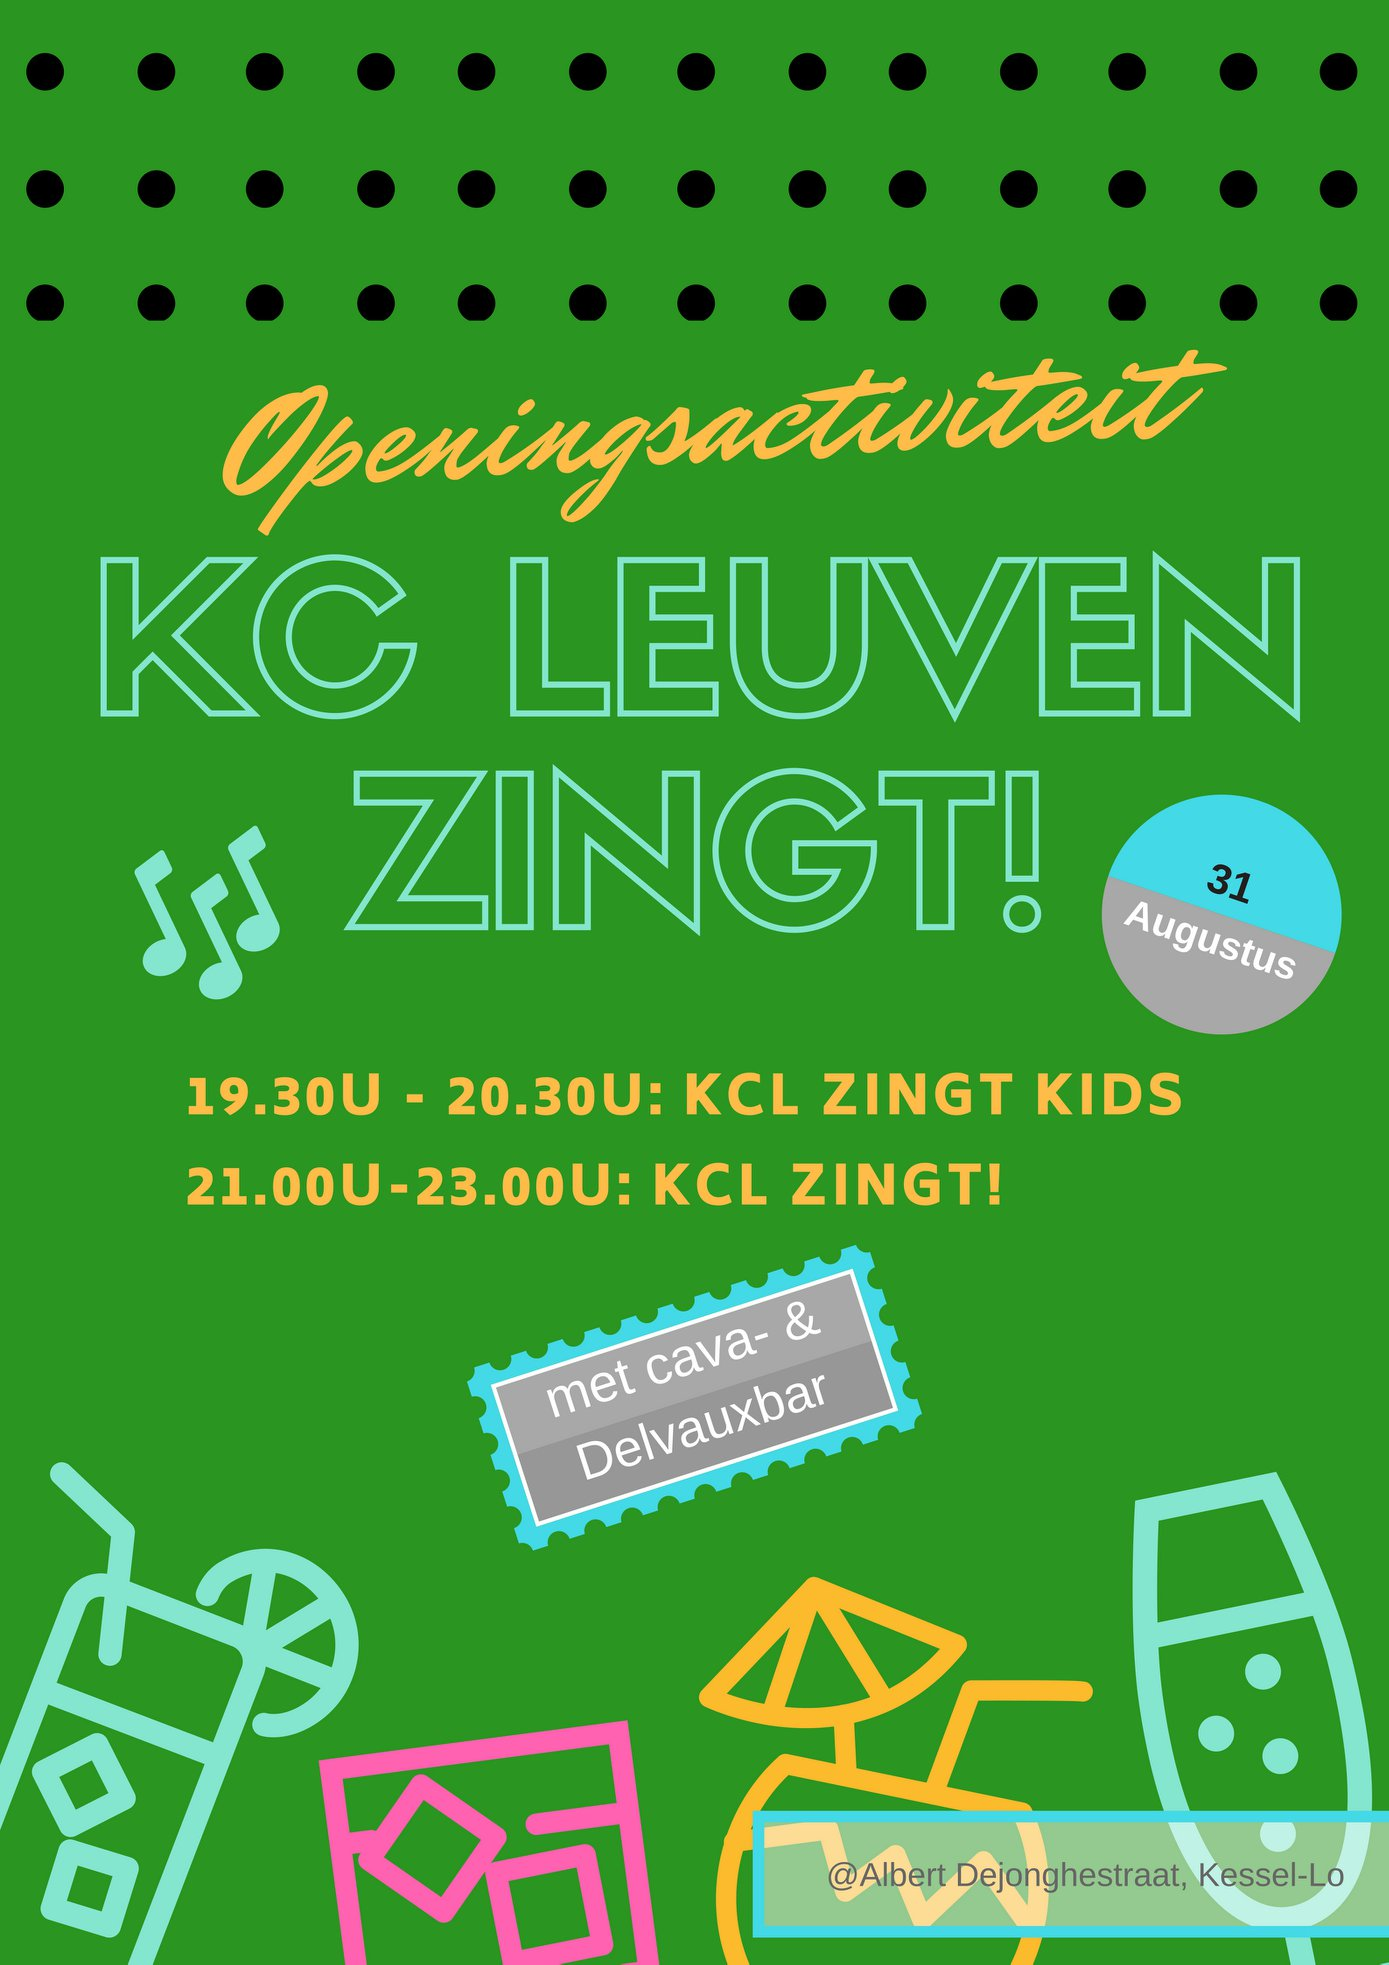 Openingsactiviteit
KC LEUVEN
ZINGT!
31
Augustus
19.30U - 20.30U: KCL ZINGT KIDS
21.00U-23.00U: KCL ZINGT!
met cava- &
Delvauxbar
@Albert Dejonghestraat, Kessel-Lo